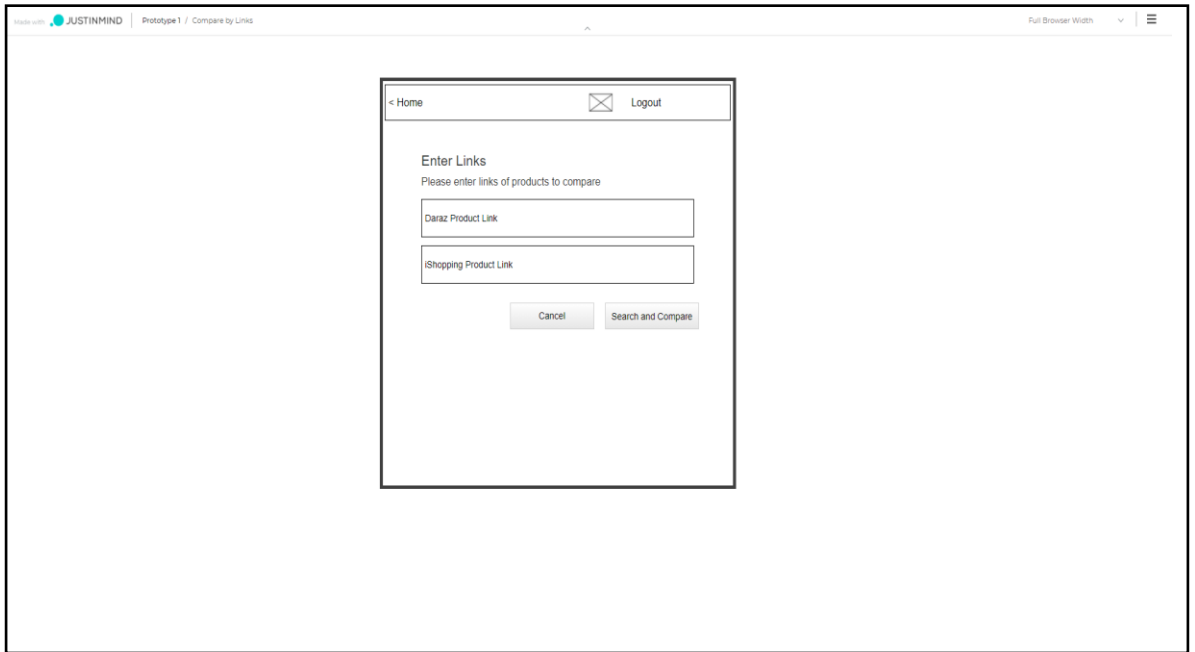 Made with JUSTINMIND Prototype 1 / Compare by Links Full Browser Width
< Home Logout
Enter Links
Please enter links of products to compare
Daraz Product Link
iShopping Product Link
Cancel Search and Compare